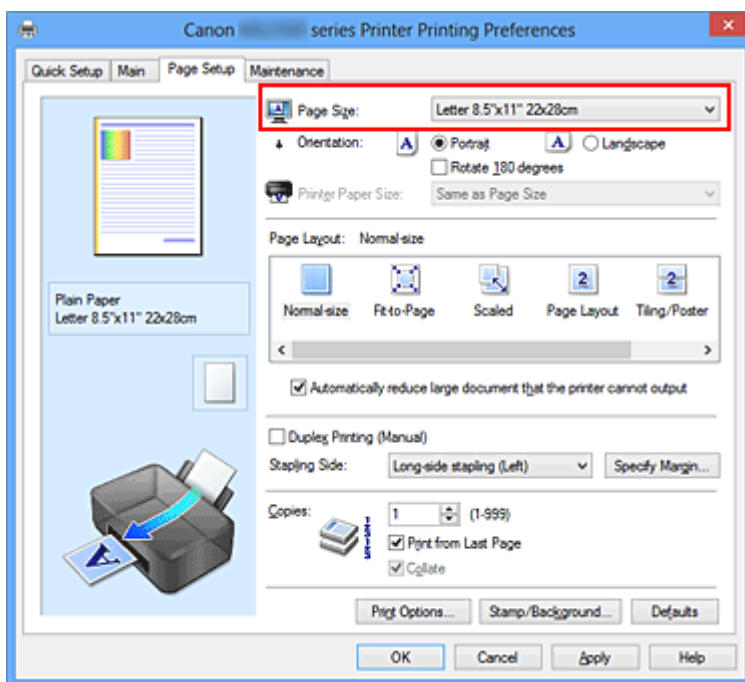 Canon series Printer Printing Preferences
Quick Setup Main Page Setup Maintenance
Page Size: Letter 8.5"x11" 22x28cm
Orientation: A Portrait A Landscape
Rotate 180 degrees
Printer Paper Size: Same as Page Size
Page Layout: Normal-size
2 2
Normal-size Fit-to-Page Scaled Page Layout Tiling/Poster
Plain Paper
Letter 8.5"x11" 22x28cm
Automatically reduce large document that the printer cannot output
Duplex Printing (Manual)
Stapling Side: Long-side stapling (Left) Specify Margin...
Copies: 1 (1-999)
Print from Last Page
Collate
A
Print Options... Stamp/Background... Defaults
OK Cancel Apply Help